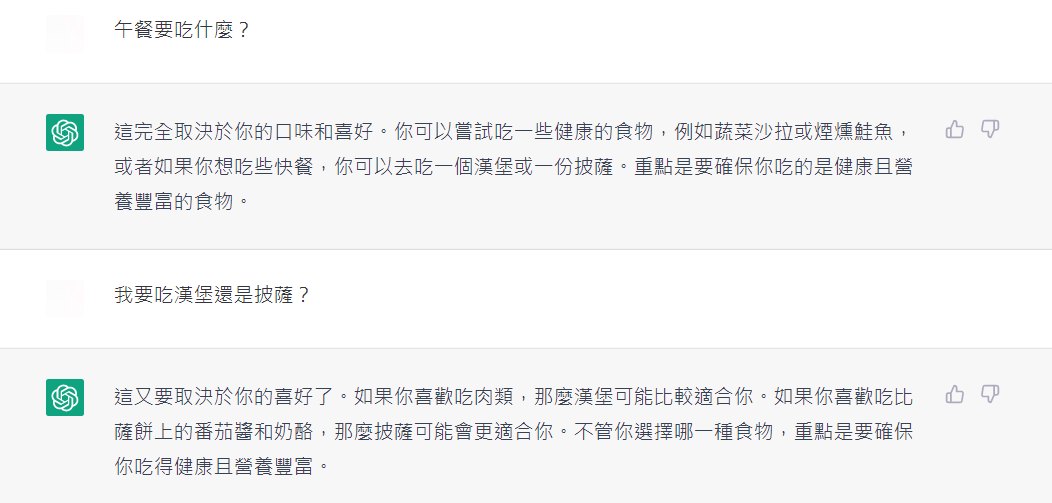 午餐要吃什麼？
這完全取決於你的口味和喜好。你可以嘗試吃一些健康的食物，例如蔬菜沙拉或煙燻鮭魚，
或者如果你想吃些快餐，你可以去吃一個漢堡或一份披薩。重點是要確保你吃的是健康且營
養豐富的食物。
我要吃漢堡還是披薩？
這又要取決於你的喜好了。如果你喜歡吃肉類，那麼漢堡可能比較適合你。如果你喜歡吃比
薩餅上的番茄醬和奶酪，那麼披薩可能會更適合你。不管你選擇哪一種食物，重點是要確保
你吃得健康且營養豐富。